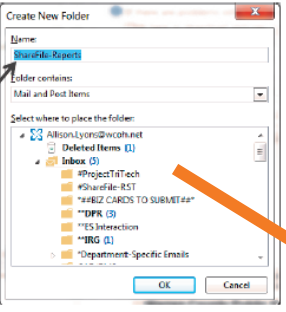 Create New Folder
Name:
ShareFile-Reports
Folder contains:
Mail and Post Items
Select where to place the folder:
Allison.Lyons@wcoh.net
Deleted Items (1)
Inbox (5)
#ProjectTriTech
#ShareFile-RST
*##BIZ CARDS TO SUBMIT##*
**DPR (3)
**ES Interaction
**IRG (1)
*Department-Specific Emails
OK
Cancel